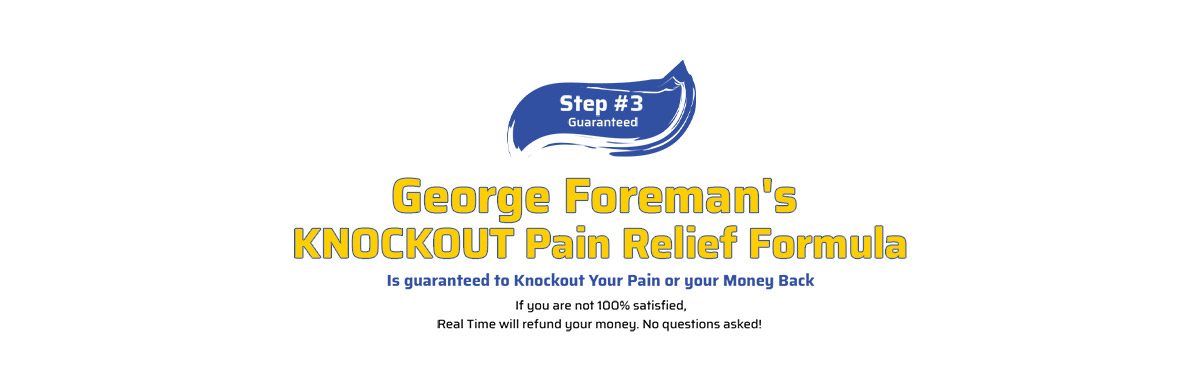 Step #3
Guaranteed
George Foreman's
KNOCKOUT Pain Relief Formula
Is guaranteed to Knockout Your Pain or your Money Back
If you are not 100% satisfied,
Real Time will refund your money. No questions asked!